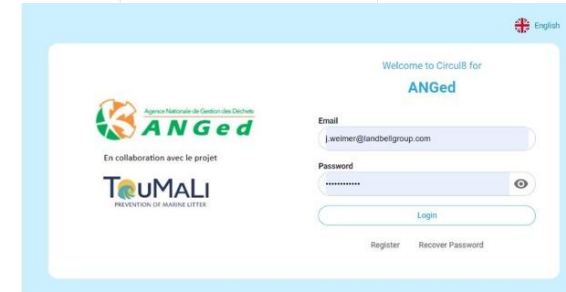 English
Welcome to Circul8 for
ANGed
Agence Nationale de Gestion des Déchets
ANGed
En collaboration avec le projet
TouMaLi
PREVENTION OF MARINE LITTER
Email
j.weimer@landbellgroup.com
Password
••••••••••••
Login
Register Recover Password